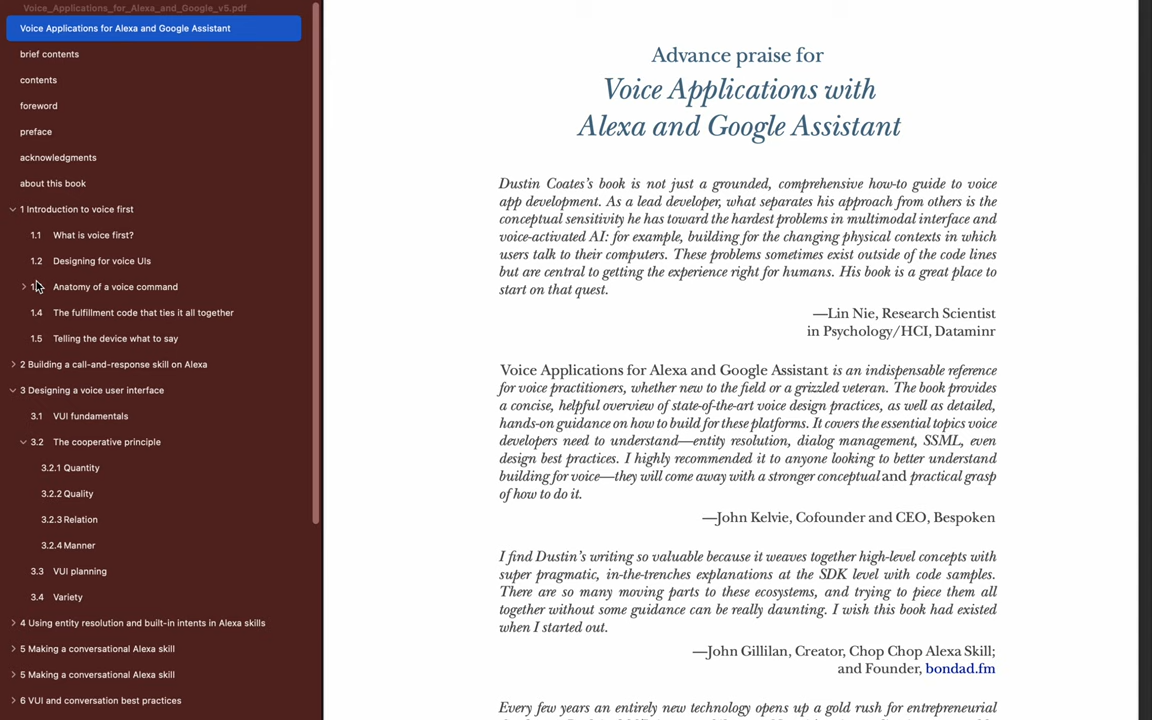 Voice_Applications_for_Alexa_and_Google_v5.pdf
Voice Applications for Alexa and Google Assistant
brief contents
contents
foreword
preface
acknowledgments
about this book
1 Introduction to voice first
1.1 What is voice first?
1.2 Designing for voice UIs
Anatomy of a voice command
1.4 The fulfillment code that ties it all together
1.5 Telling the device what to say
2 Building a call-and-response skill on Alexa
3 Designing a voice user interface
3.1 VUI fundamentals
3.2 The cooperative principle
3.2.1 Quantity
3.2.2 Quality
3.2.3 Relation
3.2.4 Manner
3.3 VUI planning
3.4 Variety
4 Using entity resolution and built-in intents in Alexa skills
5 Making a conversational Alexa skill
5 Making a conversational Alexa skill
6 VUI and conversation best practices
Advance praise for
Voice Applications with
Alexa and Google Assistant
Dustin Coates's book is not just a grounded, comprehensive how-to guide to voice
app development. As a lead developer, what separates his approach from others is the
conceptual sensitivity he has toward the hardest problems in multimodal interface and
voice-activated AI: for example, building for the changing physical contexts in which
users talk to their computers. These problems sometimes exist outside of the code lines
but are central to getting the experience right for humans. His book is a great place to
start on that quest.
—Lin Nie, Research Scientist
in Psychology/HCI, Dataminr
Voice Applications for Alexa and Google Assistant is an indispensable reference
for voice practitioners, whether new to the field or a grizzled veteran. The book provides
a concise, helpful overview of state-of-the-art voice design practices, as well as detailed,
hands-on guidance on how to build for these platforms. It covers the essential topics voice
developers need to understand—entity resolution, dialog management, SSML, even
design best practices. I highly recommended it to anyone looking to better understand
building for voice—they will come away with a stronger conceptual and practical grasp
of how to do it.
—John Kelvie, Cofounder and CEO, Bespoken
I find Dustin's writing so valuable because it weaves together high-level concepts with
super pragmatic, in-the-trenches explanations at the SDK level with code samples.
There are so many moving parts to these ecosystems, and trying to piece them all
together without some guidance can be really daunting. I wish this book had existed
when I started out.
—John Gillilan, Creator, Chop Chop Alexa Skill;
and Founder, bondad.fm
Every few years an entirely new technology opens up a gold rush for entrepreneurial